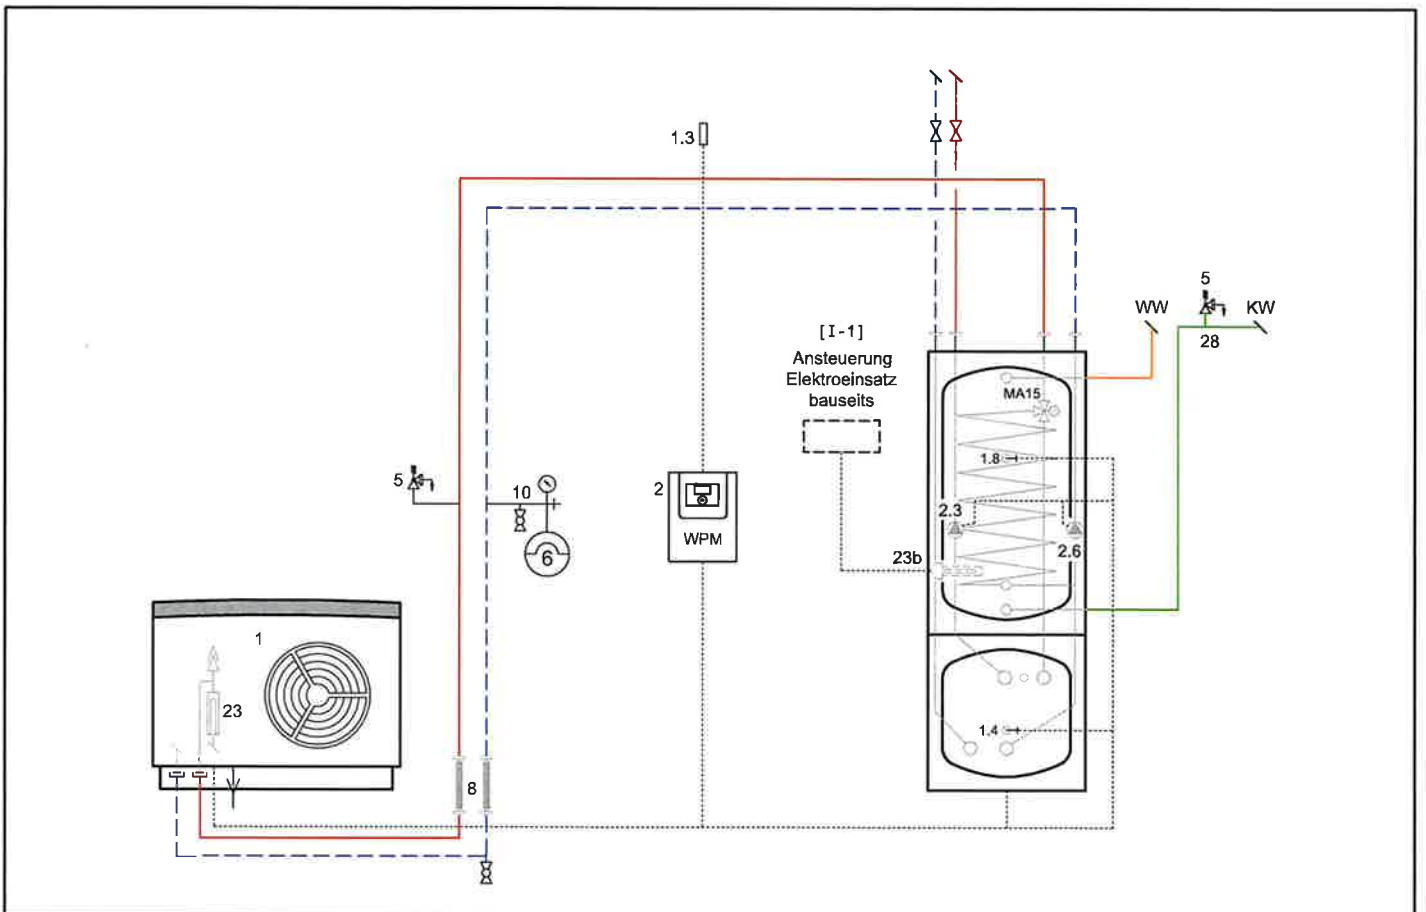 1.3
5
WW
KW
28
[I-1]
Ansteuerung
Elektroeinsatz
bauseits
MA15
1.8
5
10
2
WPM
2.3
2.6
6
23b
1
23
1.4
8